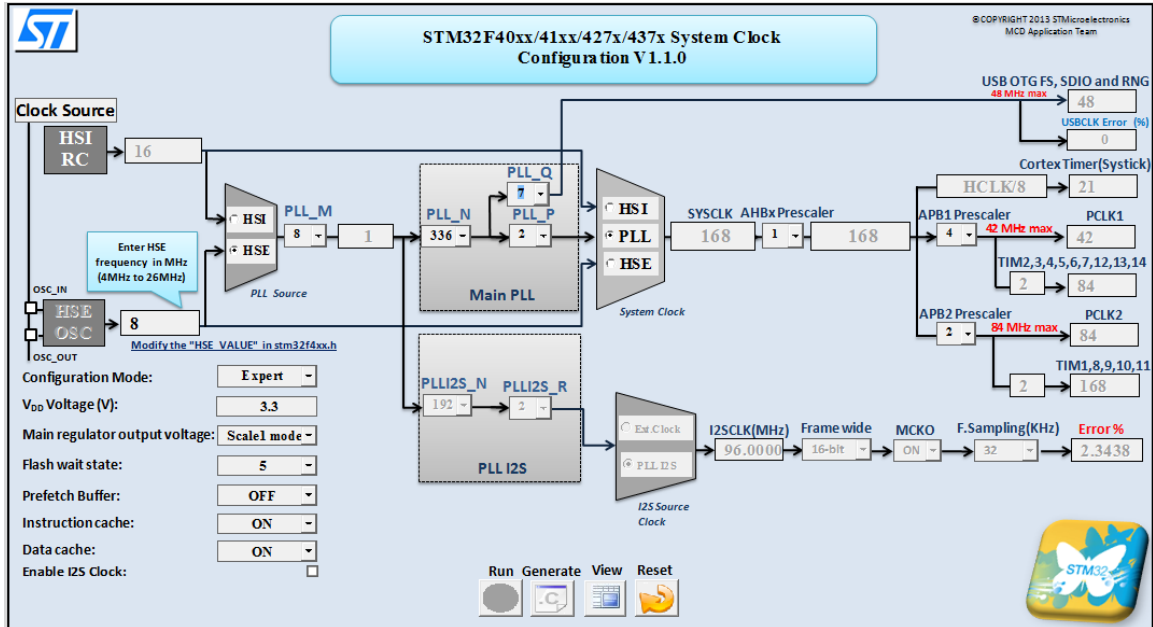 ST
STM32F40xx/41xx/427x/437x System Clock
Configuration V1.1.0
©COPYRIGHT 2013 STMicroelectronics
MCD Application Team
Clock Source
HSI
RC
16
USB OTG FS, SDIO and RNG
48 MHz max
48
USBCLK Error (%)
0
Cortex Timer(Systick)
HCLK/8
21
PLL_M
HSI
HSE
8
1
PLL Source
PLL_Q
7
PLL_N
PLL_P
336
2
Main PLL
HSI
PLL
HSE
System Clock
SYSCLK
AHBx Prescaler
168
1
168
APB1 Prescaler
PCLK1
4
42 MHz max
42
TIM2,3,4,5,6,7,12,13,14
2
84
APB2 Prescaler
PCLK2
2
84 MHz max
84
TIM1,8,9,10,11
2
168
Enter HSE
frequency in MHz
(4MHz to 26MHz)
OSC_IN
HSE
OSC
8
OSC_OUT
Modify the "HSE_VALUE" in stm32f4xx.h
PLLI2S_N
PLLI2S_R
192
2
PLL I2S
Ext.Clock
PLL I2S
I2S Source
Clock
I2SCLK(MHz)
Frame wide
MCKO
F.Sampling(KHz)
Error %
96.0000
16-bit
ON
32
2.3438
Configuration Mode:
Expert
VDD Voltage (V):
3.3
Main regulator output voltage:
Scale1 mode
Flash wait state:
5
Prefetch Buffer:
OFF
Instruction cache:
ON
Data cache:
ON
Enable I2S Clock:
Run
Generate
View
Reset
.C
STM32